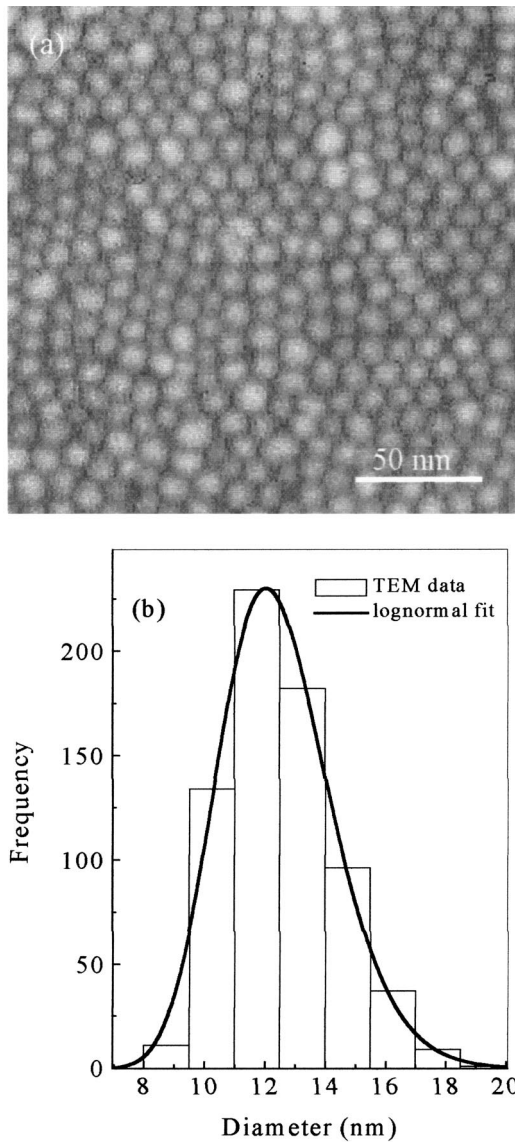 (a)
50 nm
(b)
TEM data
lognormal fit
200
150
100
50
0
Frequency
8 10 12 14 16 18 20
Diameter (nm)